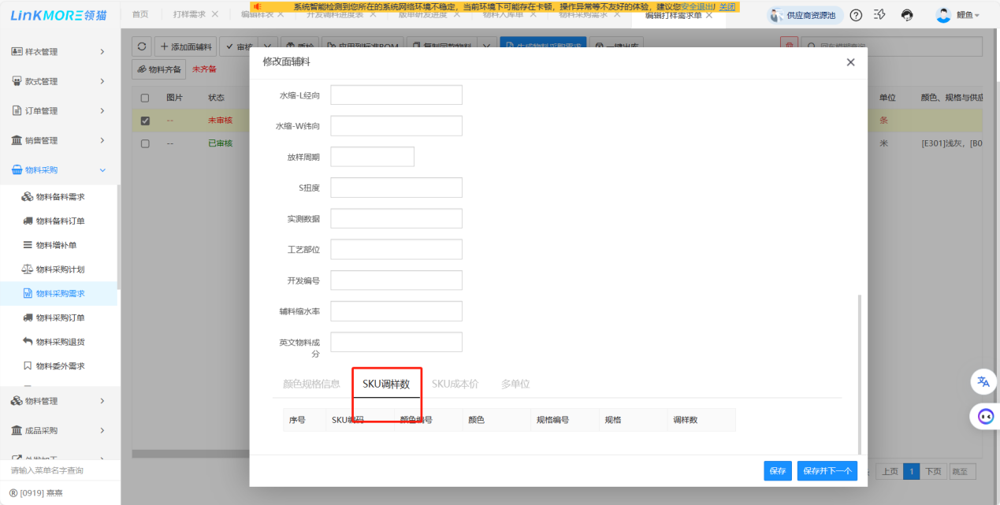 LinKMORE领猫
首页
打样需求
编辑样衣
开发调样进度表
版单研发进度
物料入库单
物料采购需求
编辑打样需求单
系统智能检测到您所在的系统网络环境不稳定，当前环境下可能存在卡顿，操作异常等不友好的体验，建议您安全退出 关闭
供应商资源池
鲤鱼
样衣管理
款式管理
订单管理
销售管理
物料采购
物料备料需求
物料备料订单
物料增补单
物料采购计划
物料采购需求
物料采购订单
物料采购退货
物料委外需求
物料管理
成品采购
外发加工
请输入菜单名字查询
[0919] 嘉嘉
添加面辅料
审核
质检
应用到标准BOM
复制同款物料
生成物料采购需求
一键出库
物料齐备
未齐备
图片
状态
单位
颜色、规格与供应
--
未审核
条
--
已审核
米
[E301]浅灰，[B0
修改面辅料
水缩-L经向
水缩-W纬向
放样周期
S扭度
实测数据
工艺部位
开发编号
辅料缩水率
英文物料成
分
颜色规格信息
SKU调样数
SKU成本价
多单位
序号
SKU编码
颜色编号
颜色
规格编号
规格
调样数
保存
保存并下一个
上页
1
下页
跳至